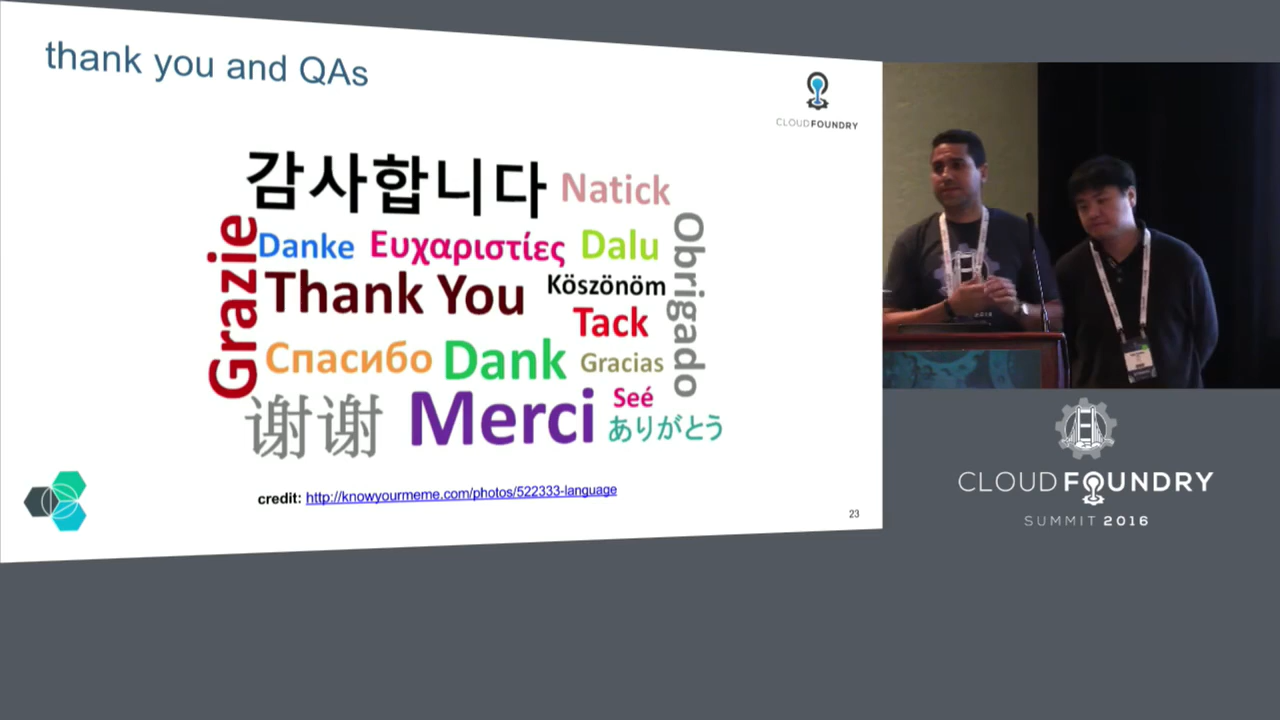 thank you and QAs
CLOUDFOUNDRY
감사합니다
Natick
Grazie
Danke
Ευχαριστίες
Dalu
Obrigado
Thank You
Köszönöm
Tack
Спасибо
Dank
Gracias
谢谢
Merci
Seé
ありがとう
credit: http://knowyourmeme.com/photos/522333-language
23
CLOUD FOUNDRY
SUMMIT 2016